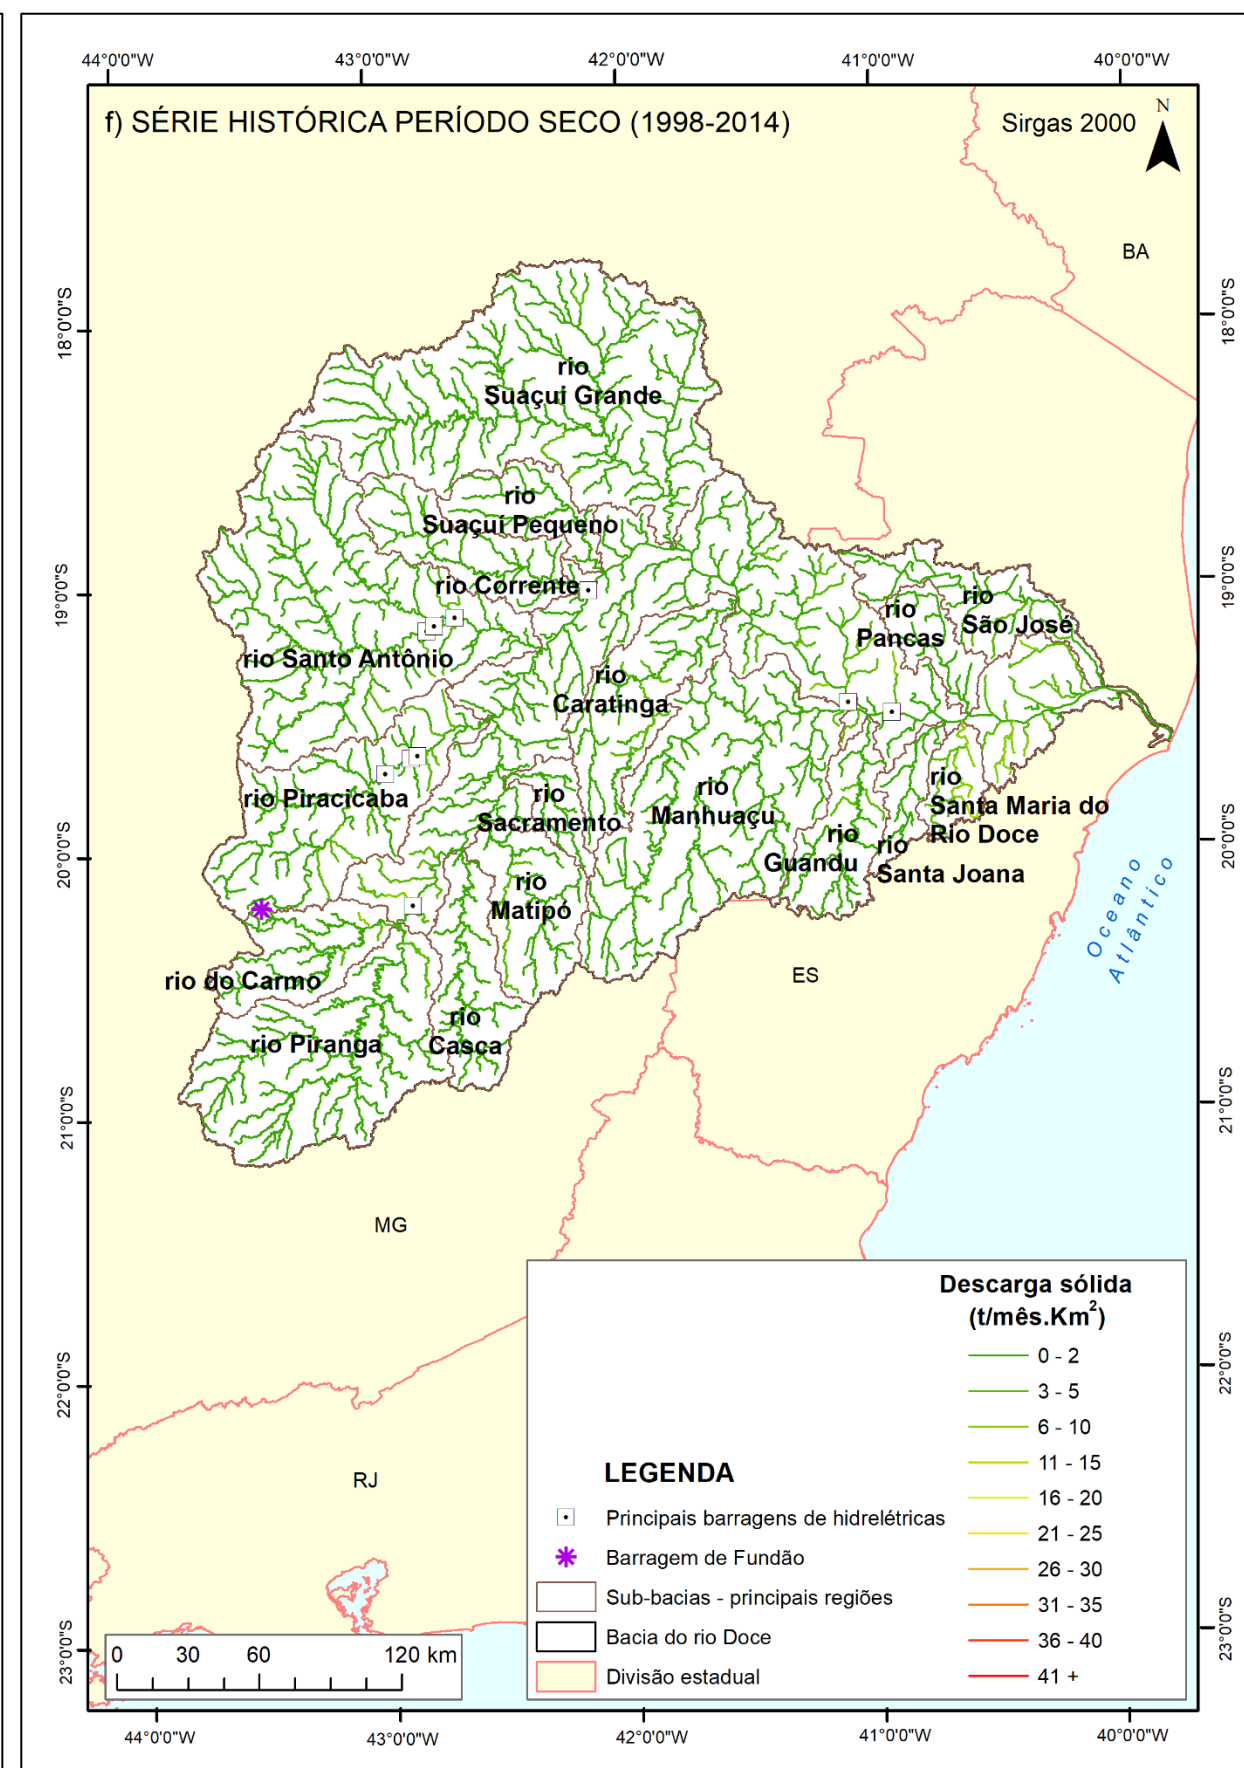 44°0'0"W 43°0'0"W 42°0'0"W 41°0'0"W 40°0'0"W
f) SÉRIE HISTÓRICA PERÍODO SECO (1998-2014)
Sirgas 2000
N
BA
18°0'0"S
18°0'0"S
rio
Suaçui Grande
rio
Suaçuí Pequeno
rio Corrente
19°0'0"S
19°0'0"S
rio
Pancas
rio
São José
rio Santo Antônio
rio
Caratinga
rio Piracicaba
rio
Sacramento
rio
Manhuaçu
rio
Santa Maria do
Rio Doce
rio
Guandu
rio
Santa Joana
20°0'0"S
20°0'0"S
rio
Matipó
Oceano
Atlântico
rio do Carmo
ES
rio Piranga
rio
Casca
21°0'0"S
21°0'0"S
MG
22°0'0"S
22°0'0"S
RJ
23°0'0"S
23°0'0"S
0 30 60 120 km
LEGENDA
Principais barragens de hidrelétricas
Barragem de Fundão
Sub-bacias - principais regiões
Bacia do rio Doce
Divisão estadual
Descarga sólida
(t/mês.Km²)
0 - 2
3 - 5
6 - 10
11 - 15
16 - 20
21 - 25
26 - 30
31 - 35
36 - 40
41 +
44°0'0"W 43°0'0"W 42°0'0"W 41°0'0"W 40°0'0"W